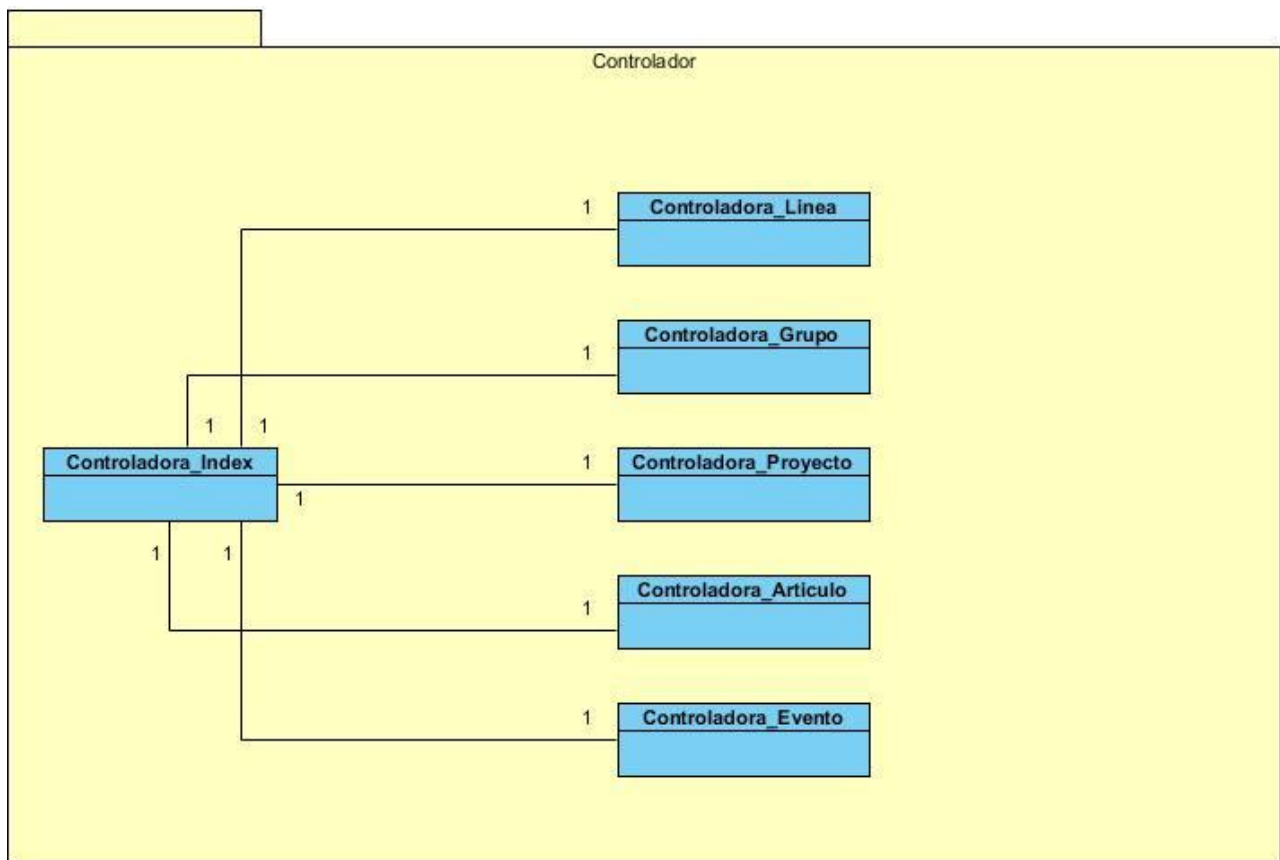 Controlador
1
Controladora_Linea
Controladora_Grupo
1
1
1
Controladora_Index
1
Controladora_Proyecto
1
1
1
Controladora_Articulo
1
1
Controladora_Evento